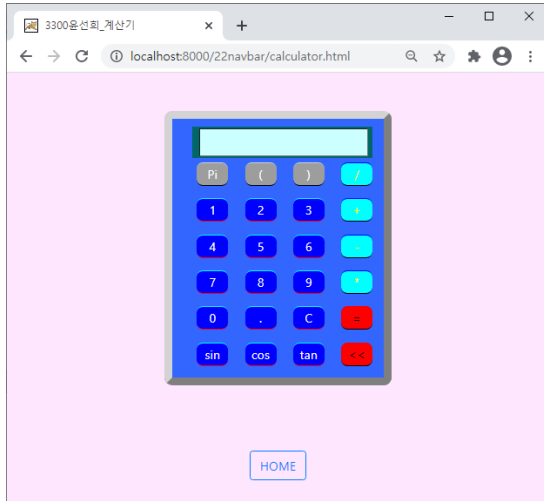 3300윤선희_계산기
localhost:8000/22navbar/calculator.html
Pi ( ) /
1 2 3 +
4 5 6 -
7 8 9 *
0 . C =
sin cos tan <<
HOME